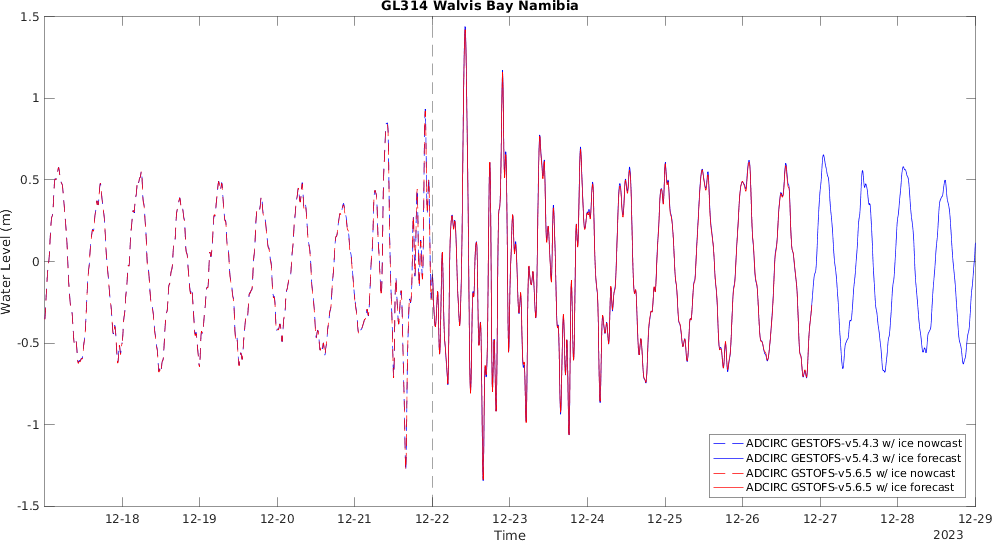 GL314 Walvis Bay Namibia
1.5
1
0.5
0
-0.5
-1
-1.5
Water Level (m)
12-18 12-19 12-20 12-21 12-22 12-23 12-24 12-25 12-26 12-27 12-28 12-29
Time
2023
ADCIRC GESTOFS-v5.4.3 w/ ice nowcast
ADCIRC GESTOFS-v5.4.3 w/ ice forecast
ADCIRC GSTOFS-v5.6.5 w/ ice nowcast
ADCIRC GSTOFS-v5.6.5 w/ ice forecast